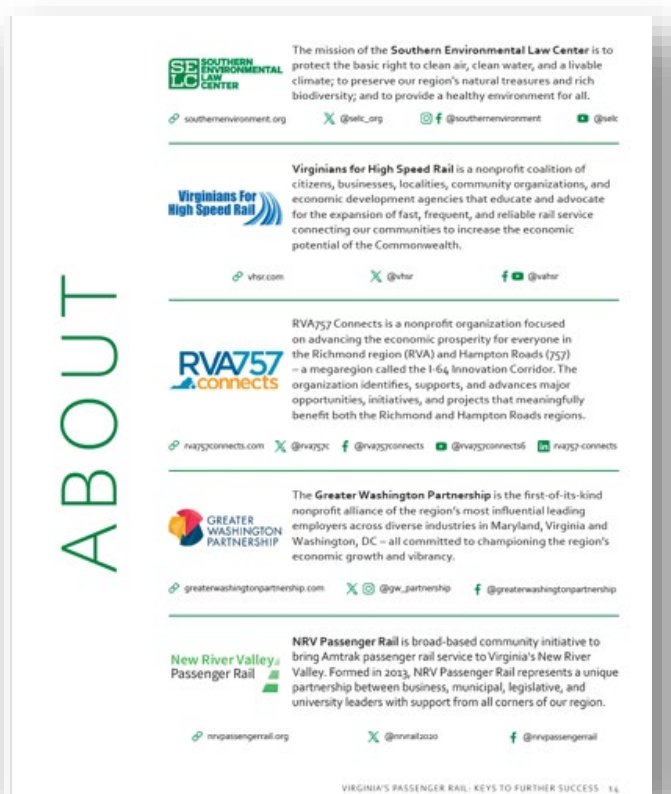 ABOUT
SOUTHERN
ENVIRONMENTAL
LAW
CENTER
SE
LC
The mission of the Southern Environmental Law Center is to
protect the basic right to clean air, clean water, and a livable
climate; to preserve our region's natural treasures and rich
biodiversity; and to provide a healthy environment for all.
southernenvironment.org @selc_org @southernenvironment @selc
Virginians For
High Speed Rail
Virginians for High Speed Rail is a nonprofit coalition of
citizens, businesses, localities, community organizations, and
economic development agencies that educate and advocate
for the expansion of fast, frequent, and reliable rail service
connecting our communities to increase the economic
potential of the Commonwealth.
vhsr.com @vhsr @vahsr
RVA757
connects
RVA757 Connects is a nonprofit organization focused
on advancing the economic prosperity for everyone in
the Richmond region (RVA) and Hampton Roads (757)
– a megaregion called the I-64 Innovation Corridor. The
organization identifies, supports, and advances major
opportunities, initiatives, and projects that meaningfully
benefit both the Richmond and Hampton Roads regions.
rva757connects.com @rva757c @rva757connects @rva757connects6 rva757-connects
GREATER
WASHINGTON
PARTNERSHIP
The Greater Washington Partnership is the first-of-its-kind
nonprofit alliance of the region's most influential leading
employers across diverse industries in Maryland, Virginia and
Washington, DC – all committed to championing the region's
economic growth and vibrancy.
greaterwashingtonpartnership.com @gw_partnership @greaterwashingtonpartnership
New River Valley
Passenger Rail
NRV Passenger Rail is broad-based community initiative to
bring Amtrak passenger rail service to Virginia's New River
Valley. Formed in 2013, NRV Passenger Rail represents a unique
partnership between business, municipal, legislative, and
university leaders with support from all corners of our region.
nrvpassengerrail.org @nrvrail2020 @nrvpassengerrail
VIRGINIA'S PASSENGER RAIL: KEYS TO FURTHER SUCCESS 14